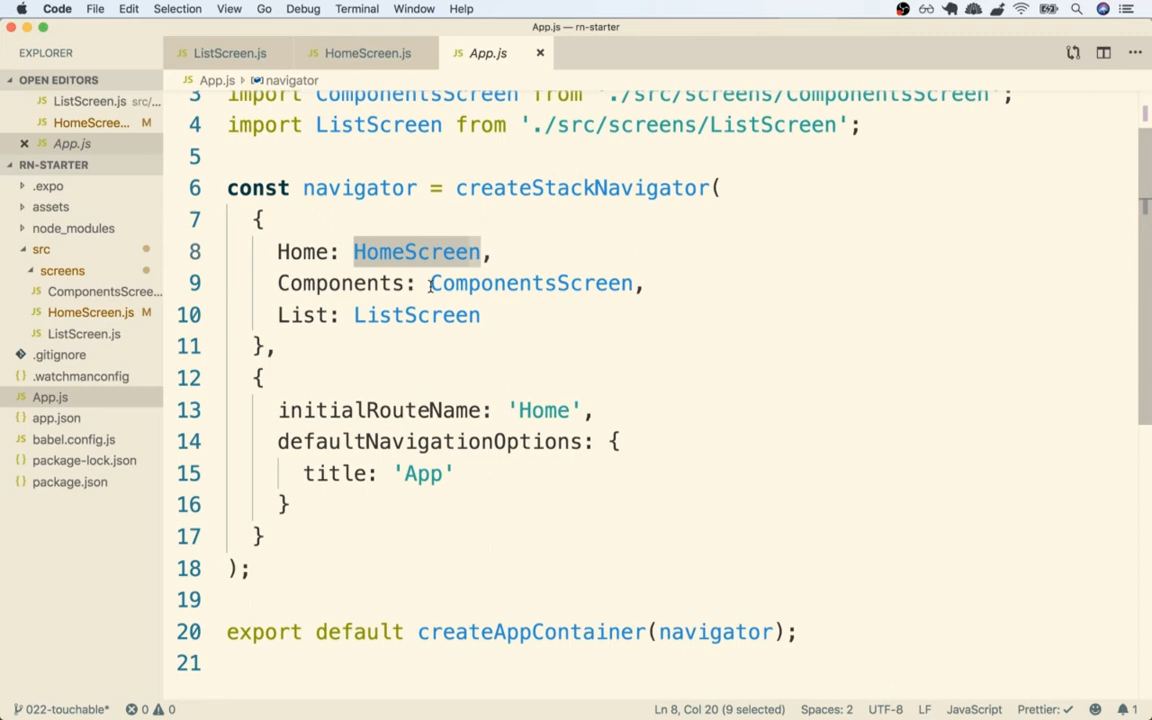 Code File Edit Selection View Go Debug Terminal Window Help
App.js — rn-starter
EXPLORER
ListScreen.js
HomeScreen.js
App.js
OPEN EDITORS
ListScreen.js src/...
HomeScree... M
App.js
RN-STARTER
.expo
assets
node_modules
src
screens
ComponentsScree...
HomeScreen.js M
ListScreen.js
.gitignore
.watchmanconfig
App.js
app.json
babel.config.js
package-lock.json
package.json
App.js navigator
3 import ComponentsScreen from './src/screens/ComponentsScreen';
4 import ListScreen from './src/screens/ListScreen';
5
6 const navigator = createStackNavigator(
7 {
8 Home: HomeScreen,
9 Components: ComponentsScreen,
10 List: ListScreen
11 },
12 {
13 initialRouteName: 'Home',
14 defaultNavigationOptions: {
15 title: 'App'
16 }
17 }
18 );
19
20 export default createAppContainer(navigator);
21
022-touchable* 0 0 Ln 8, Col 20 (9 selected) Spaces: 2 UTF-8 LF JavaScript Prettier: ✓ 1